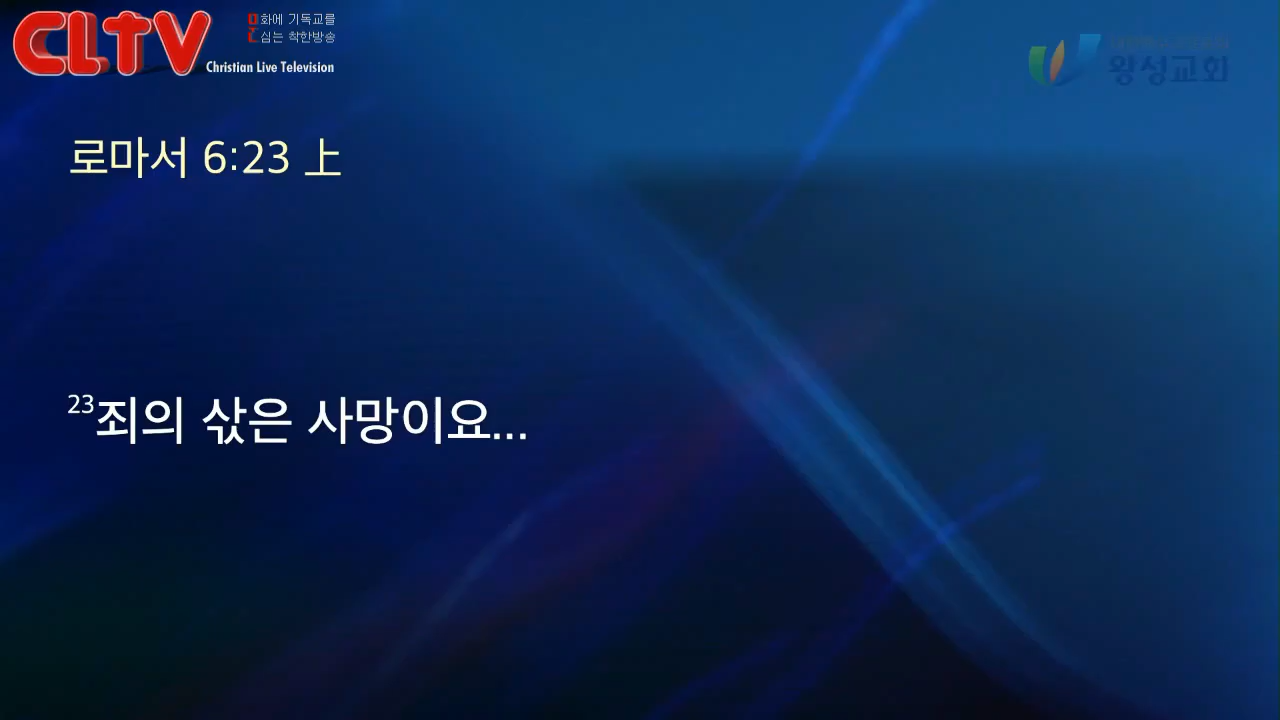 CLTV
문화에 기독교를
심는 착한방송
Christian Live Television
왕성교회
로마서 6:23 上
23죄의 삯은 사망이요...